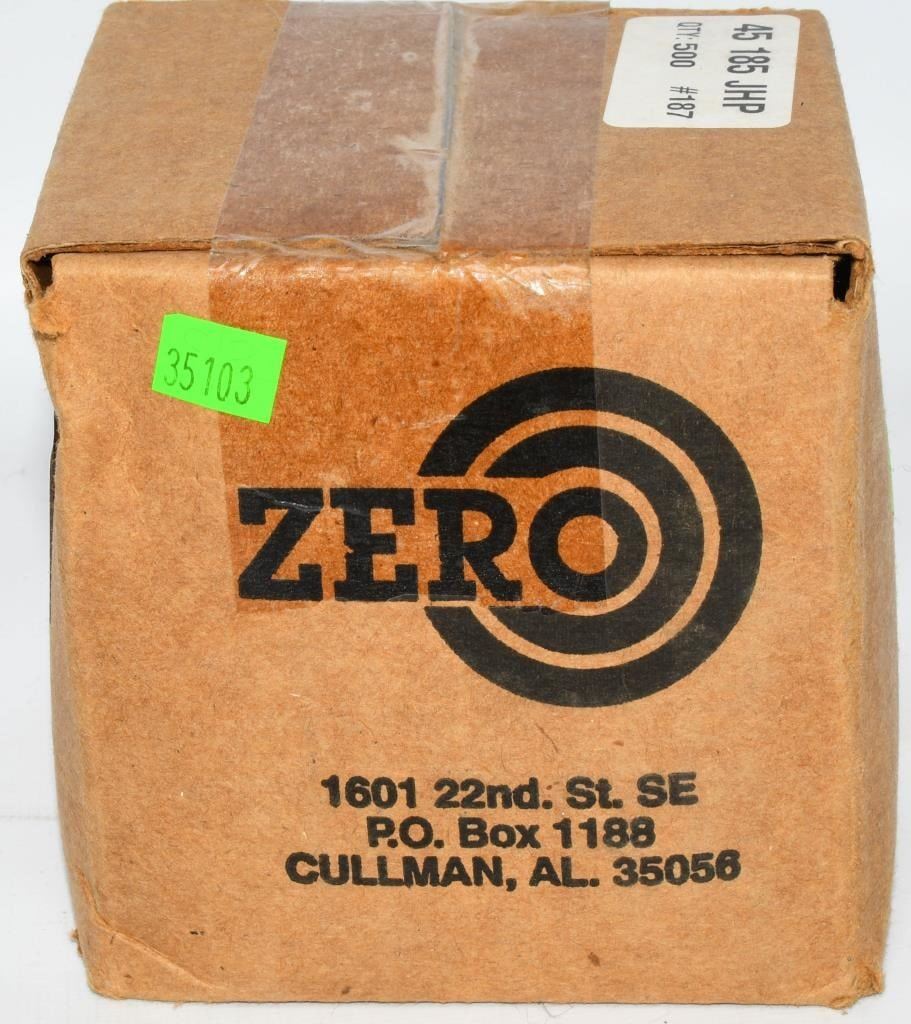 45 185 JHP
QTY: 500 #187
35103
ZERO
1601 22nd. St. SE
P.O. Box 1188
CULLMAN, AL. 35056